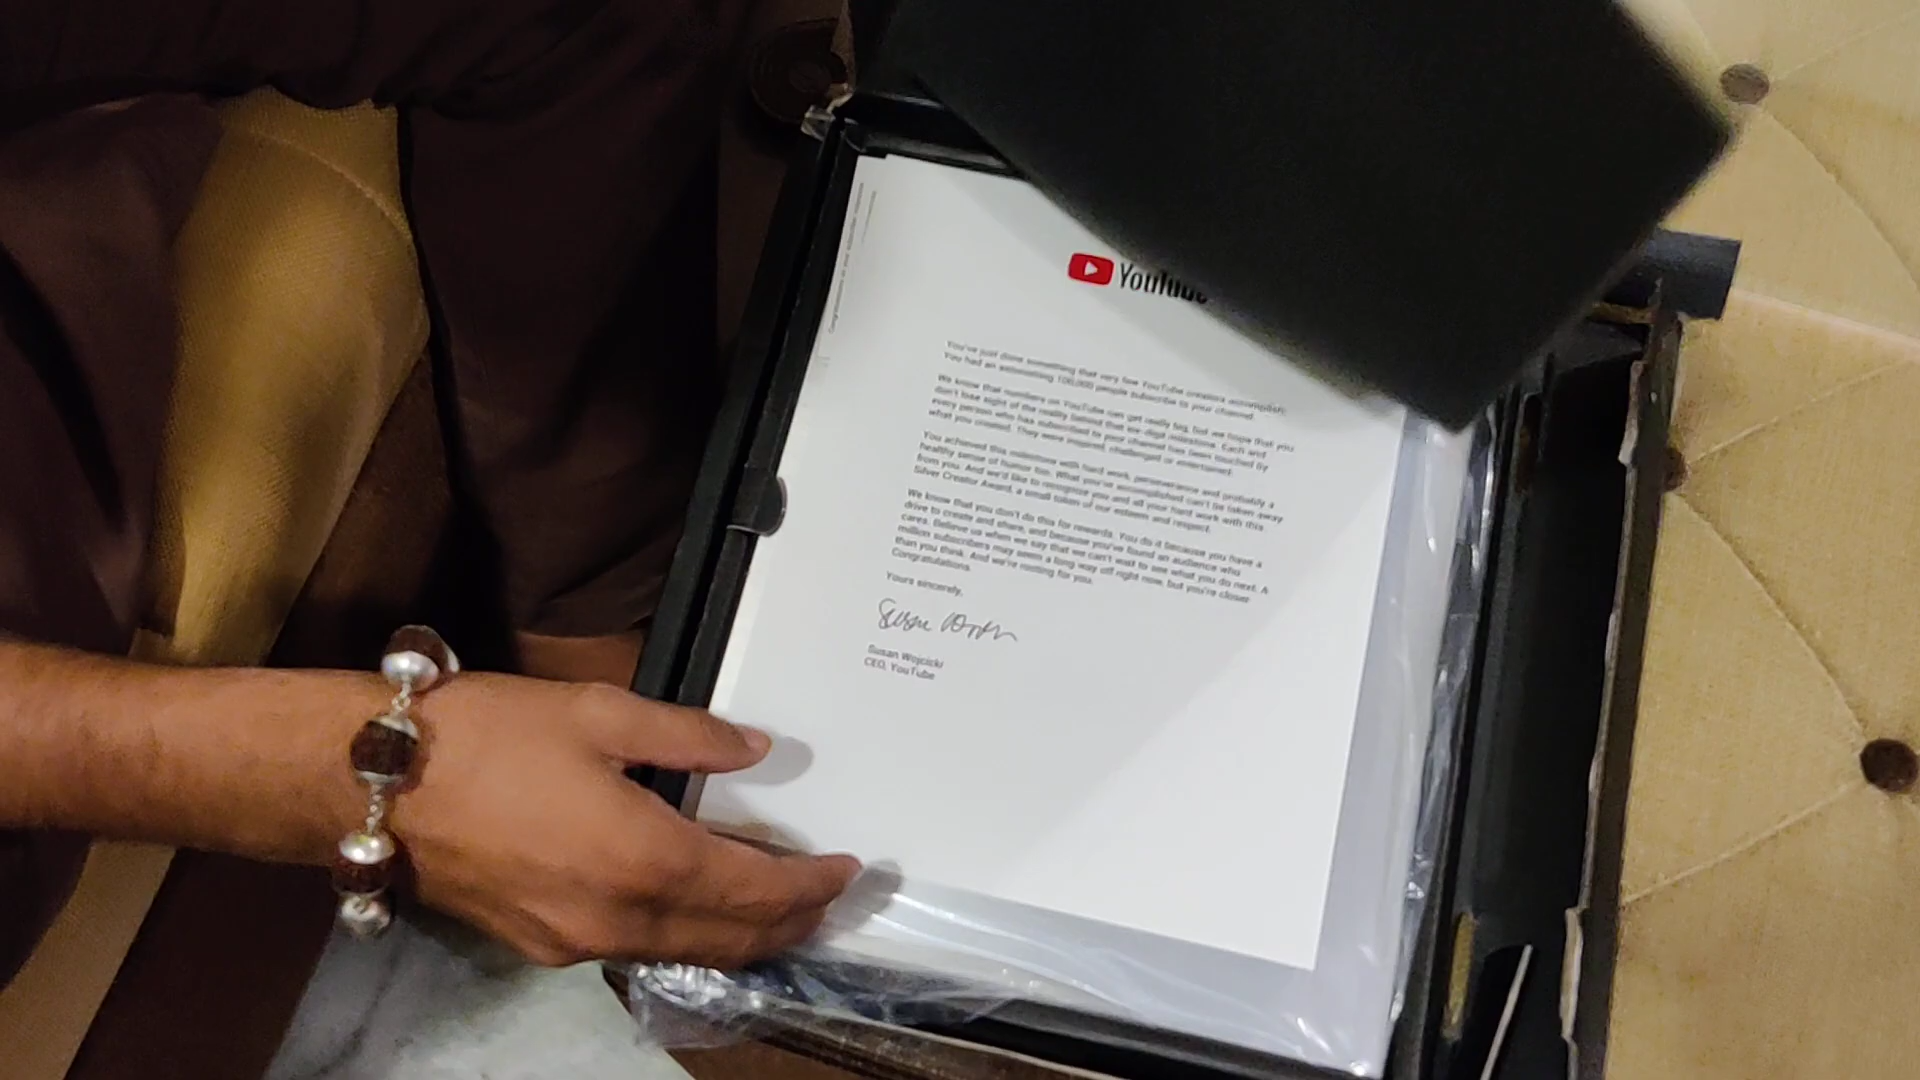 YouTube
You've just done something that very few YouTube creators accomplish:
You had an astonishing 100,000 people subscribe to your channel.
We know that numbers on YouTube can get really big, but we hope that you
don't lose sight of the reality behind that six-digit milestone. Each and
every person who has subscribed to your channel has been touched by
what you created. They were inspired, challenged or entertained.
You achieved this milestone with hard work, perseverance and probably a
healthy sense of humor too. What you've accomplished can't be taken away
from you. And we'd like to recognize you and all your hard work with this
Silver Creator Award, a small token of our esteem and respect.
We know that you don't do this for rewards. You do it because you have a
drive to create and share, and because you've found an audience who
cares. Believe us when we say that we can't wait to see what you do next. A
million subscribers may seem a long way off right now, but you're closer
than you think. And we're rooting for you.
Congratulations.
Yours sincerely,
Susan Wojcicki
CEO, YouTube